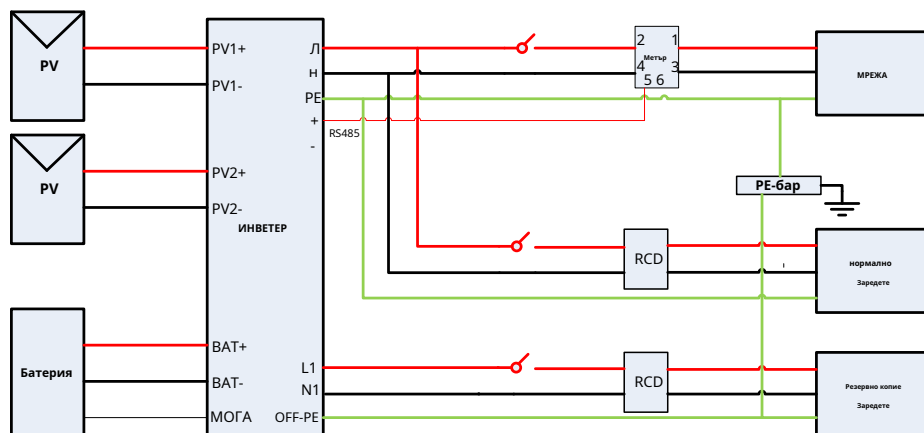 PV
PV1+
PV1-
PV
PV2+
PV2-
ИНВЕТЕР
Батерия
BAT+
BAT-
МОГА
Л
н
PE
+
-
RS485
L1
N1
OFF-PE
2
1
Метър
4
3
5 6
МРЕЖА
PE-бар
RCD
нормално
Заредете
RCD
Резервно копие
Заредете